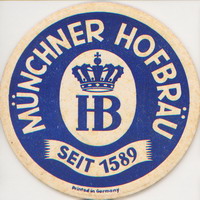 MÜNCHNER HOFBRÄU
HB
SEIT 1589
Printed in Germany